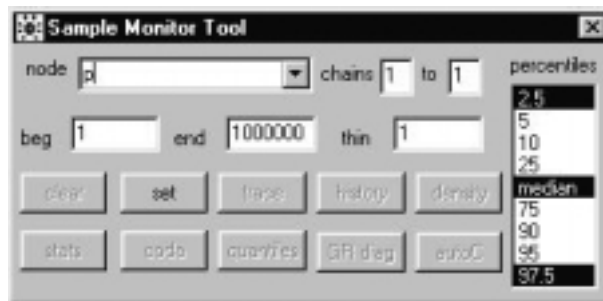 Sample Monitor Tool
node p chains 1 to 1 percentiles
beg 1 end 1000000 thin 1
2.5
5
10
25
median
75
90
95
97.5
clear set trace history density
stats coda quantiles GR diag autoC